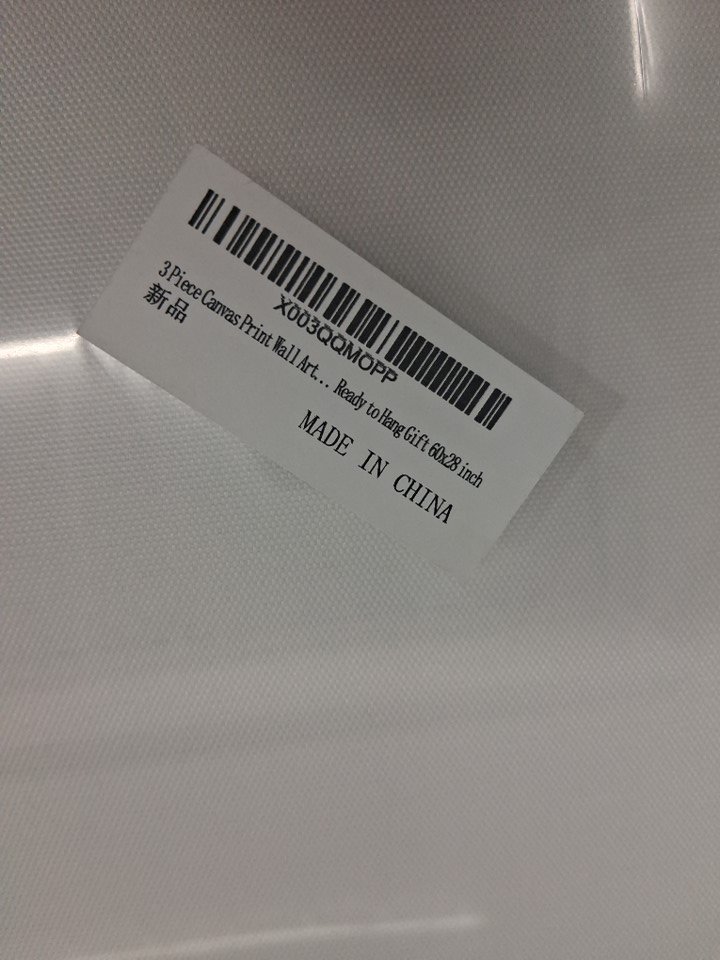 X003QQMOPP
3 Piece Canvas Print Wall Art... Ready to Hang Gift 60x28 inch
新品
MADE IN CHINA